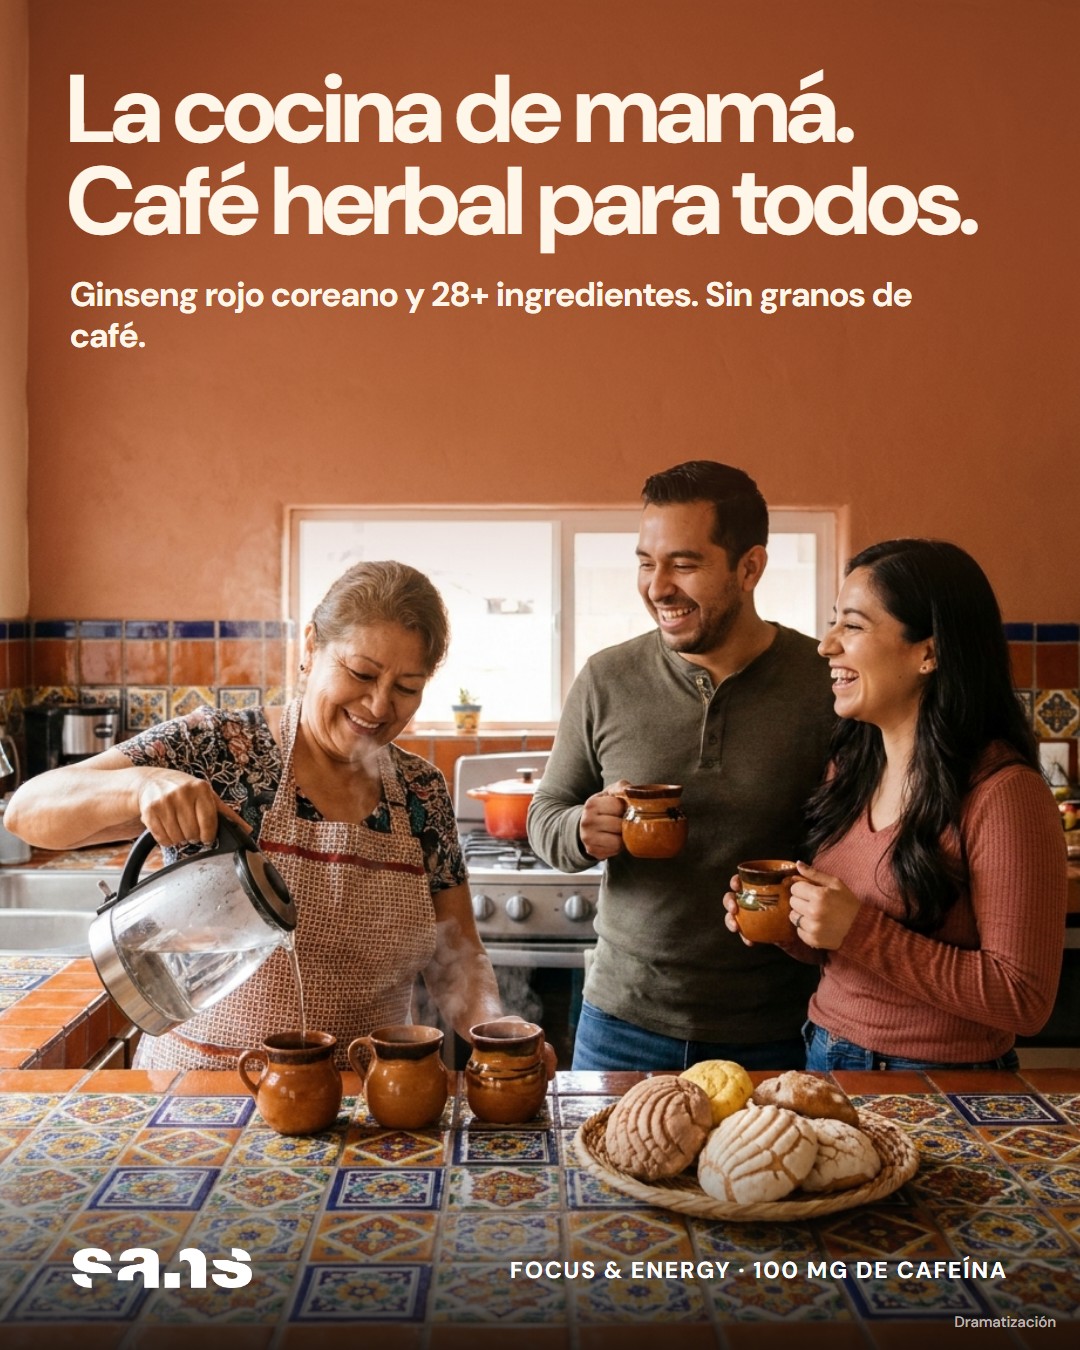 La cocina de mamá.
Café herbal para todos.
Ginseng rojo coreano y 28+ ingredientes. Sin granos de
café.
sans
FOCUS & ENERGY · 100 MG DE CAFEÍNA
Dramatización